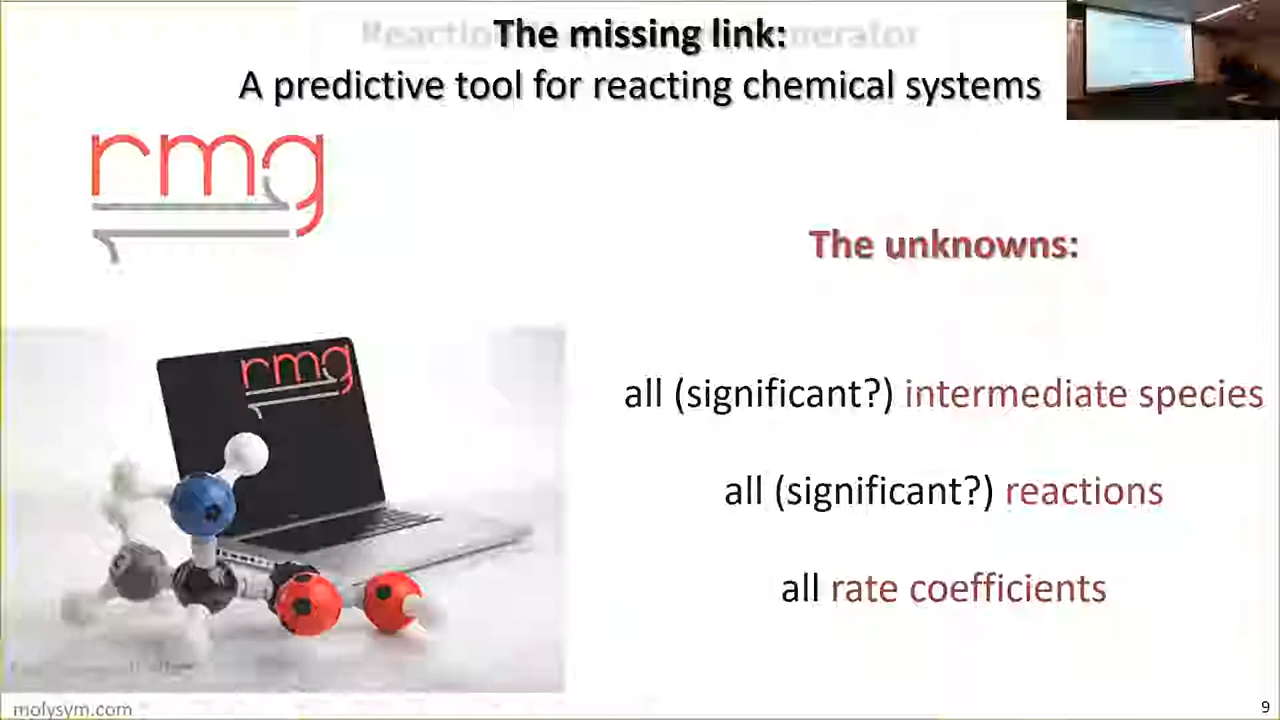 The missing link:
A predictive tool for reacting chemical systems
rmg
The unknowns:
rmg
all (significant?) intermediate species
all (significant?) reactions
all rate coefficients
molysym.com
9